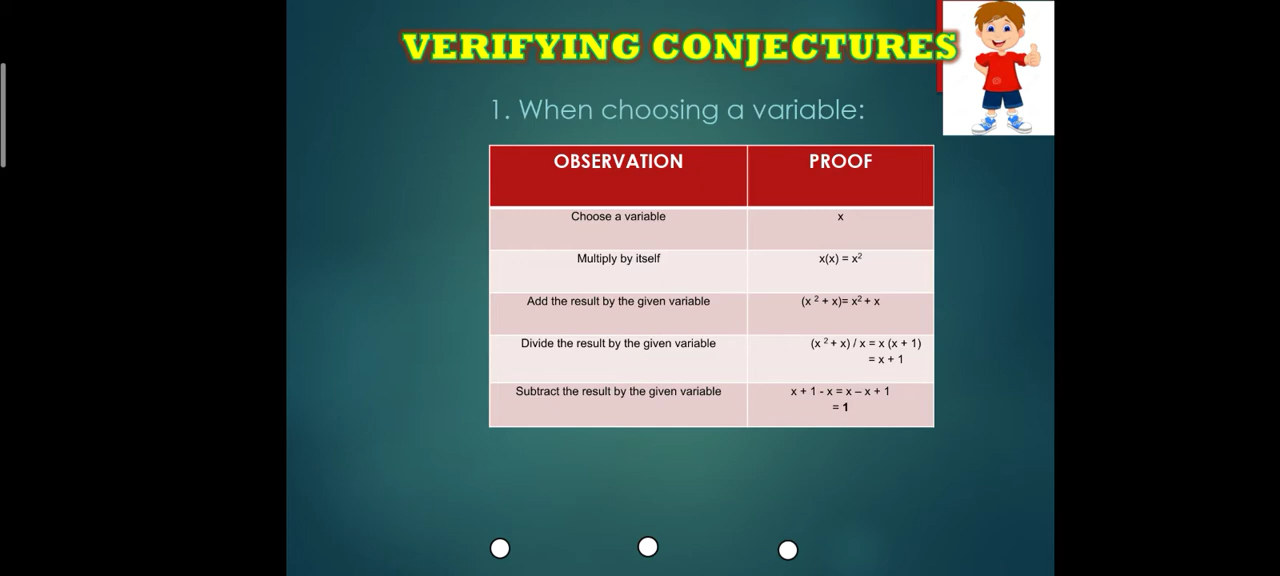 VERIFYING CONJECTURES
1. When choosing a variable:
OBSERVATION PROOF
Choose a variable x
Multiply by itself x(x) = x²
Add the result by the given variable (x ² + x)= x² + x
Divide the result by the given variable (x ² + x) / x = x (x + 1)
= x + 1
Subtract the result by the given variable x + 1 - x = x – x + 1
= 1